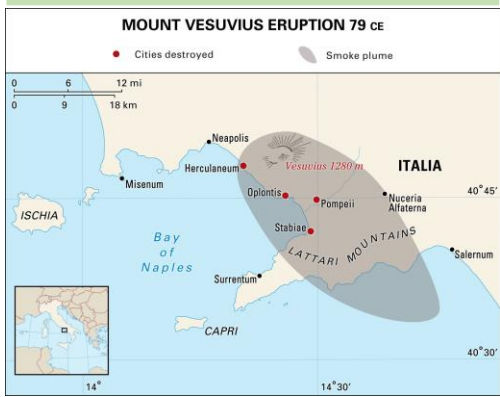 MOUNT VESUVIUS ERUPTION 79 CE
Cities destroyed
Smoke plume
0 6 12 mi
0 9 18 km
Neapolis
Herculaneum
Vesuvius 1280 m
ITALIA
Misenum
Oplontis
Pompeii
Nuceria
Alfaterna
40°45'
ISCHIA
Stabiae
LATTARI MOUNTAINS
Bay
of
Naples
Salernum
Surrentum
CAPRI
40°30'
14°
14°30'